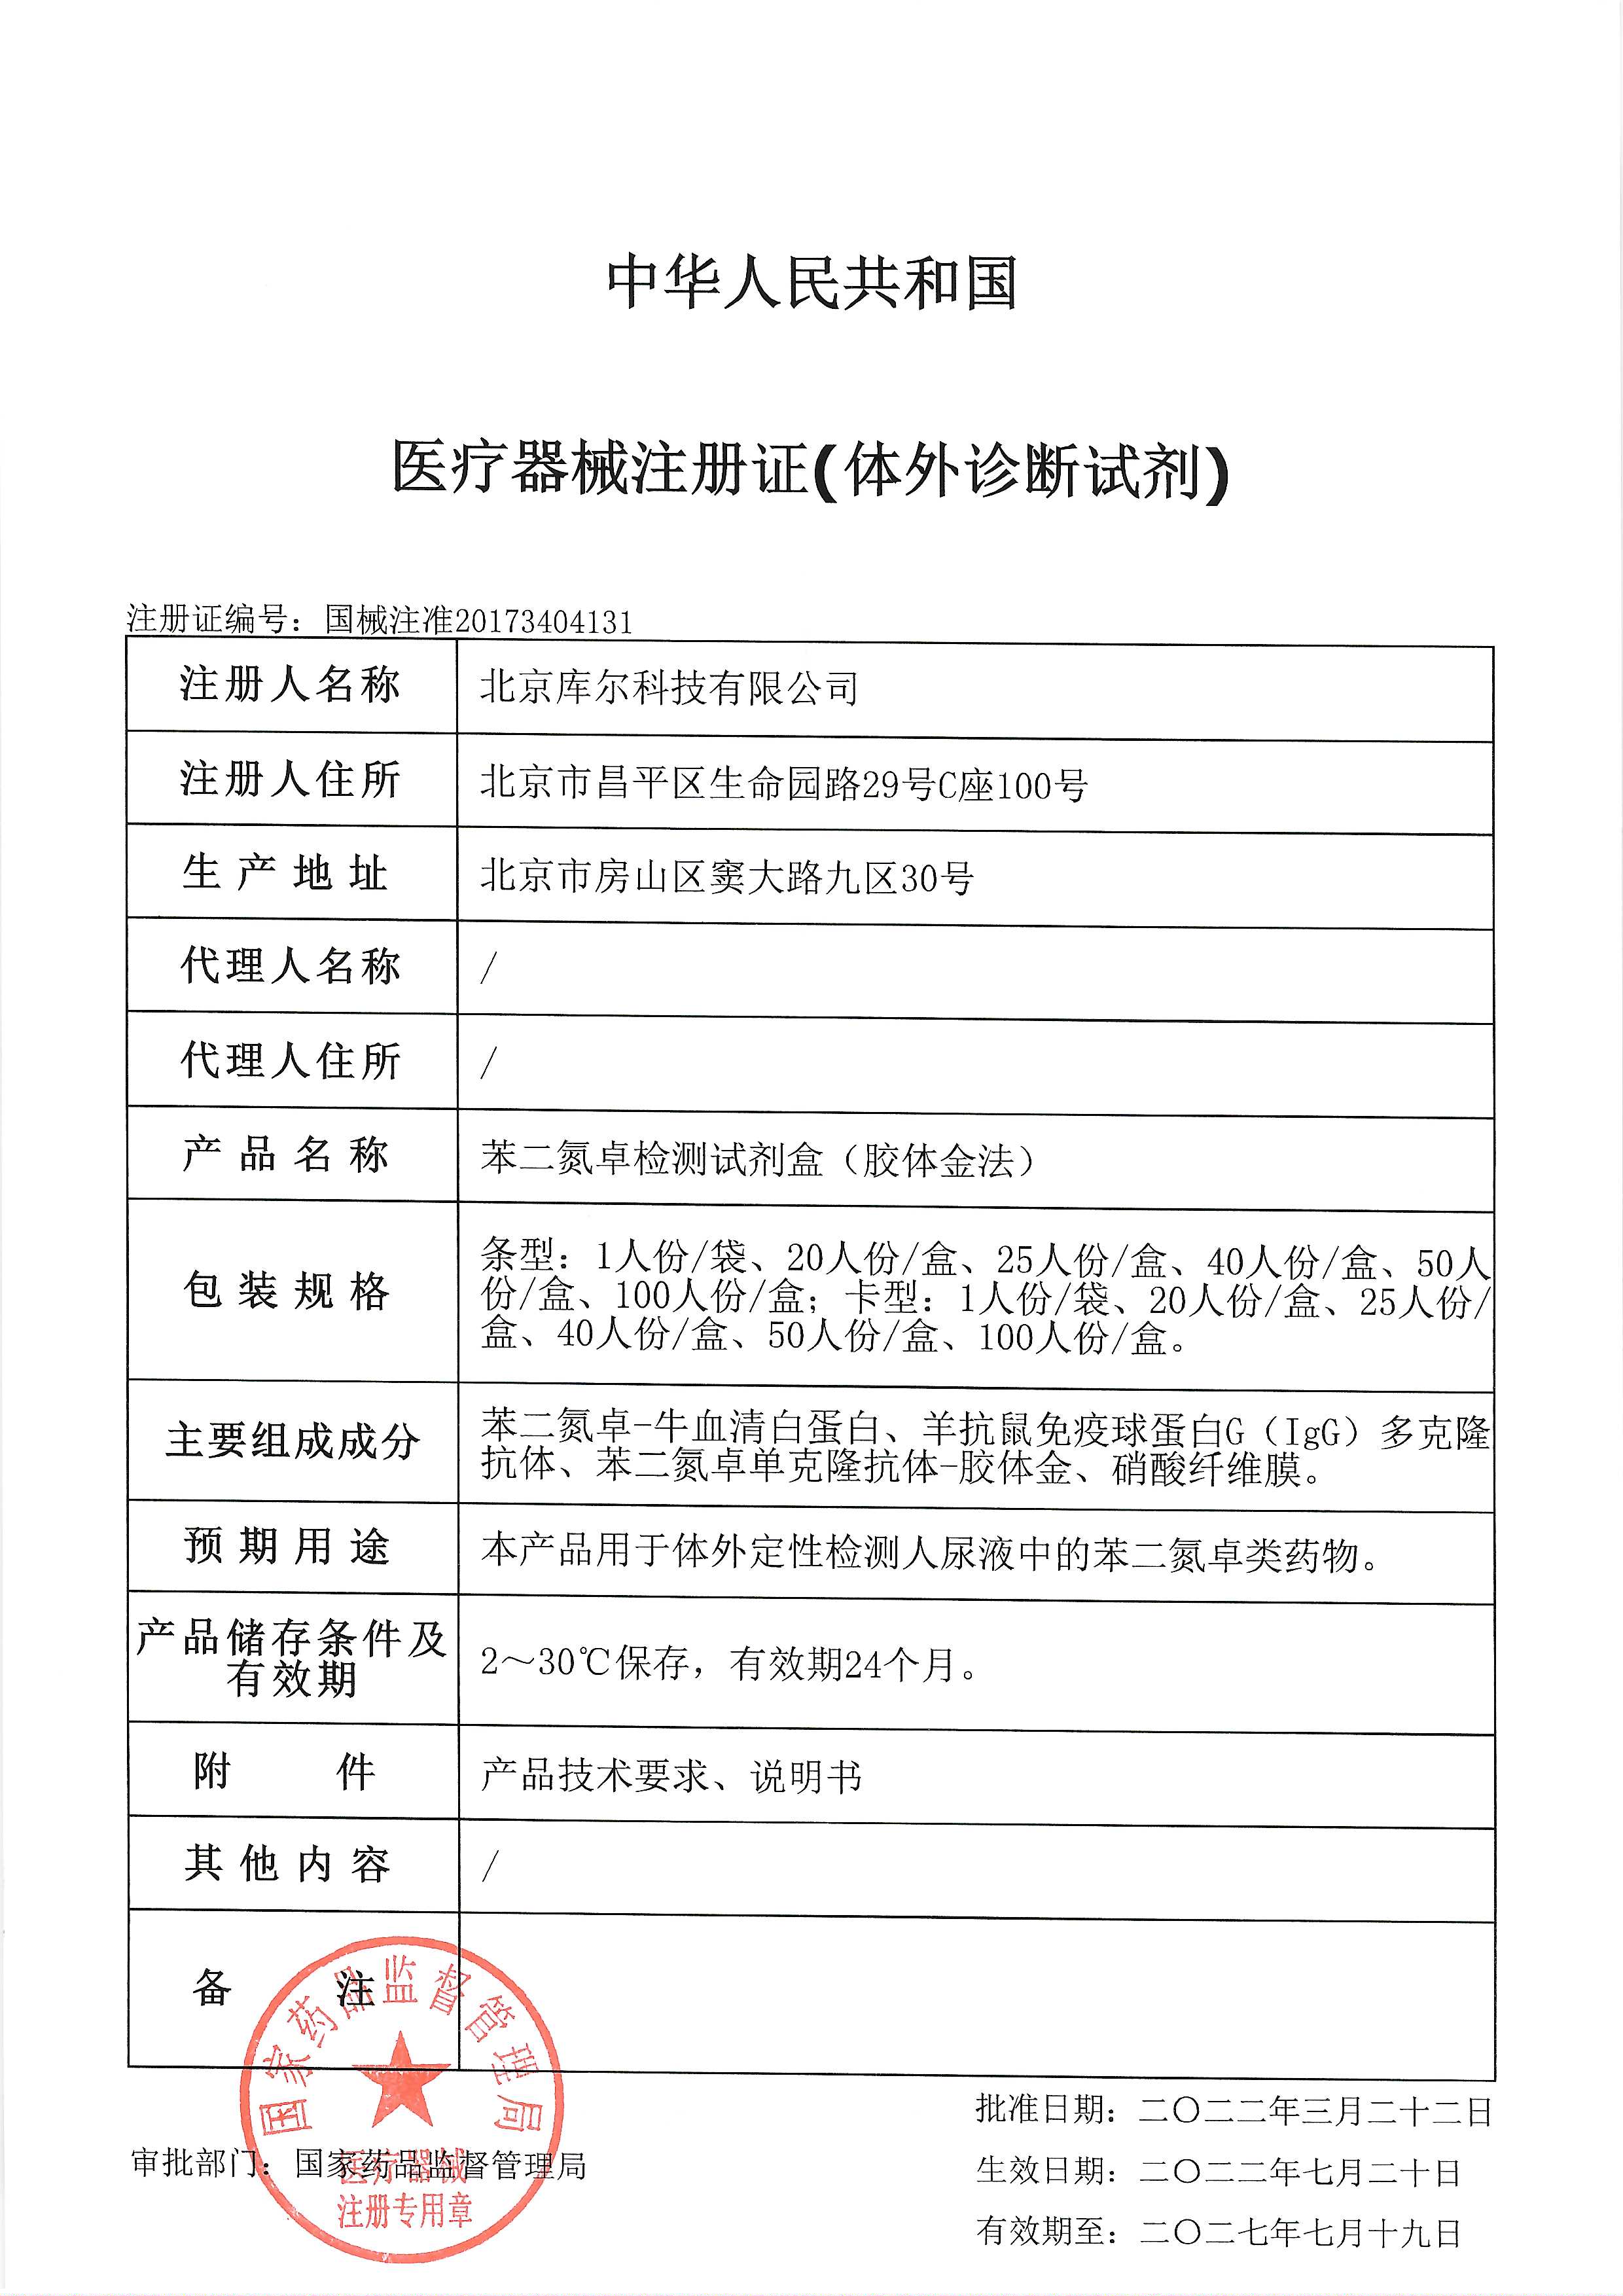 中华人民共和国
医疗器械注册证(体外诊断试剂)
注册证编号：国械注准20173404131
注册人名称 北京库尔科技有限公司
注册人住所 北京市昌平区生命园路29号C座100号
生产地址 北京市房山区窦大路九区30号
代理人名称 /
代理人住所 /
产品名称 苯二氮卓检测试剂盒（胶体金法）
包装规格
条型：1人份/袋、20人份/盒、25人份/盒、40人份/盒、50人
份/盒、100人份/盒；卡型：1人份/袋、20人份/盒、25人份/
盒、40人份/盒、50人份/盒、100人份/盒。
主要组成成分
苯二氮卓-牛血清白蛋白、羊抗鼠免疫球蛋白G（IgG）多克隆
抗体、苯二氮卓单克隆抗体-胶体金、硝酸纤维膜。
预期用途 本产品用于体外定性检测人尿液中的苯二氮卓类药物。
产品储存条件及
有效期
2～30℃保存，有效期24个月。
附件 产品技术要求、说明书
其他内容 /
备注
国家药品监督管理局
医疗器械
注册专用章
审批部门：国家药品监督管理局
批准日期：二〇二二年三月二十二日
生效日期：二〇二二年七月二十日
有效期至：二〇二七年七月十九日